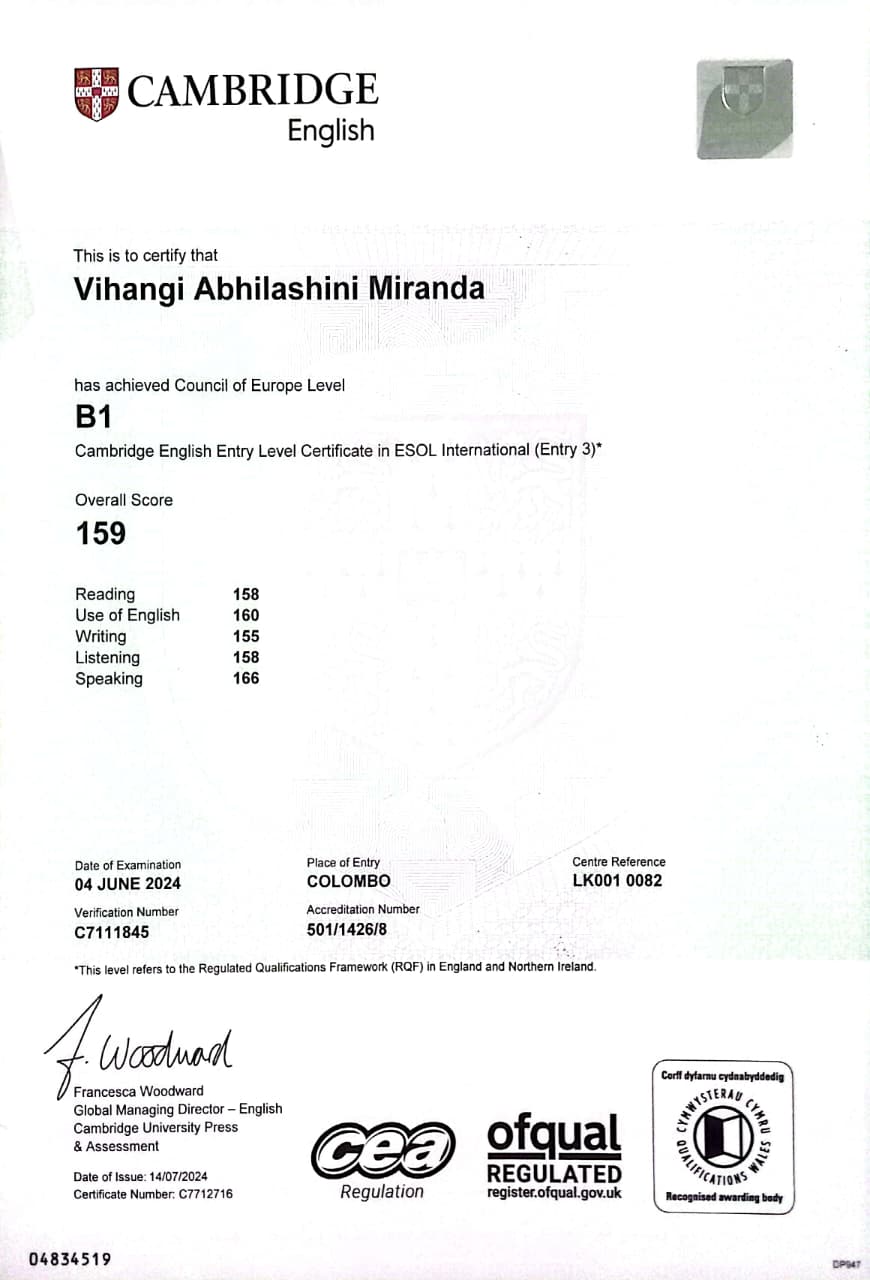 CAMBRIDGE
English
This is to certify that
Vihangi Abhilashini Miranda
has achieved Council of Europe Level
B1
Cambridge English Entry Level Certificate in ESOL International (Entry 3)*
Overall Score
159
Reading 158
Use of English 160
Writing 155
Listening 158
Speaking 166
Date of Examination Place of Entry Centre Reference
04 JUNE 2024 COLOMBO LK001 0082
Verification Number Accreditation Number
C7111845 501/1426/8
*This level refers to the Regulated Qualifications Framework (RQF) in England and Northern Ireland.
F. Woodward
Francesca Woodward
Global Managing Director – English
Cambridge University Press
& Assessment
Date of Issue: 14/07/2024
Certificate Number: C7712716
cea
Regulation
ofqual
REGULATED
register.ofqual.gov.uk
Corff dyfarnu cydnabyddedig
CYMWYSTERAU CYMRU
QUALIFICATIONS WALES
Recognised awarding body
04834519
DP947